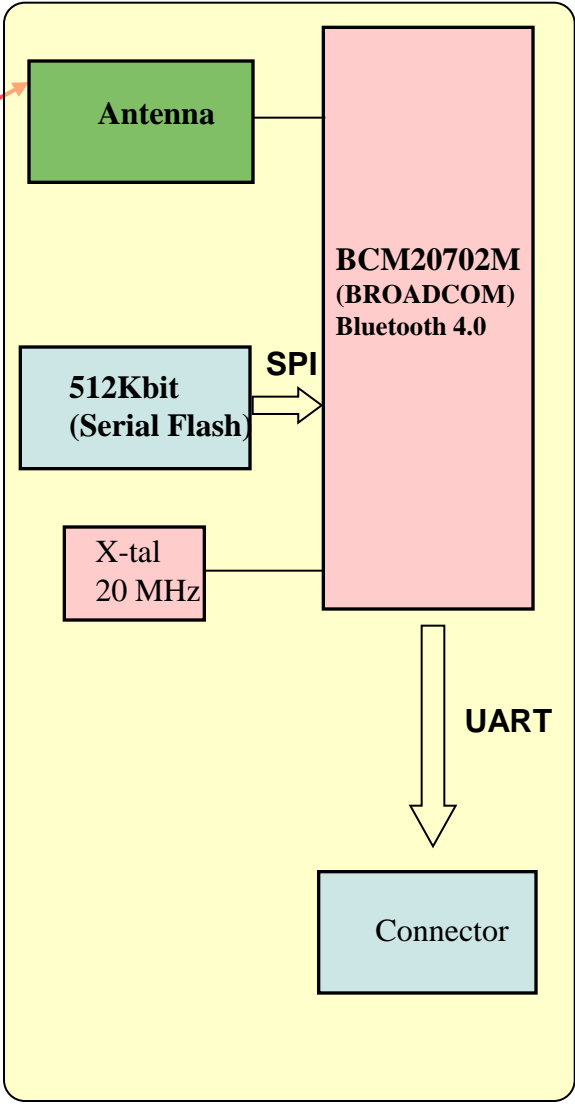 Antenna
BCM20702M
(BROADCOM)
Bluetooth 4.0
SPI
512Kbit
(Serial Flash)
X-tal
20 MHz
UART
Connector